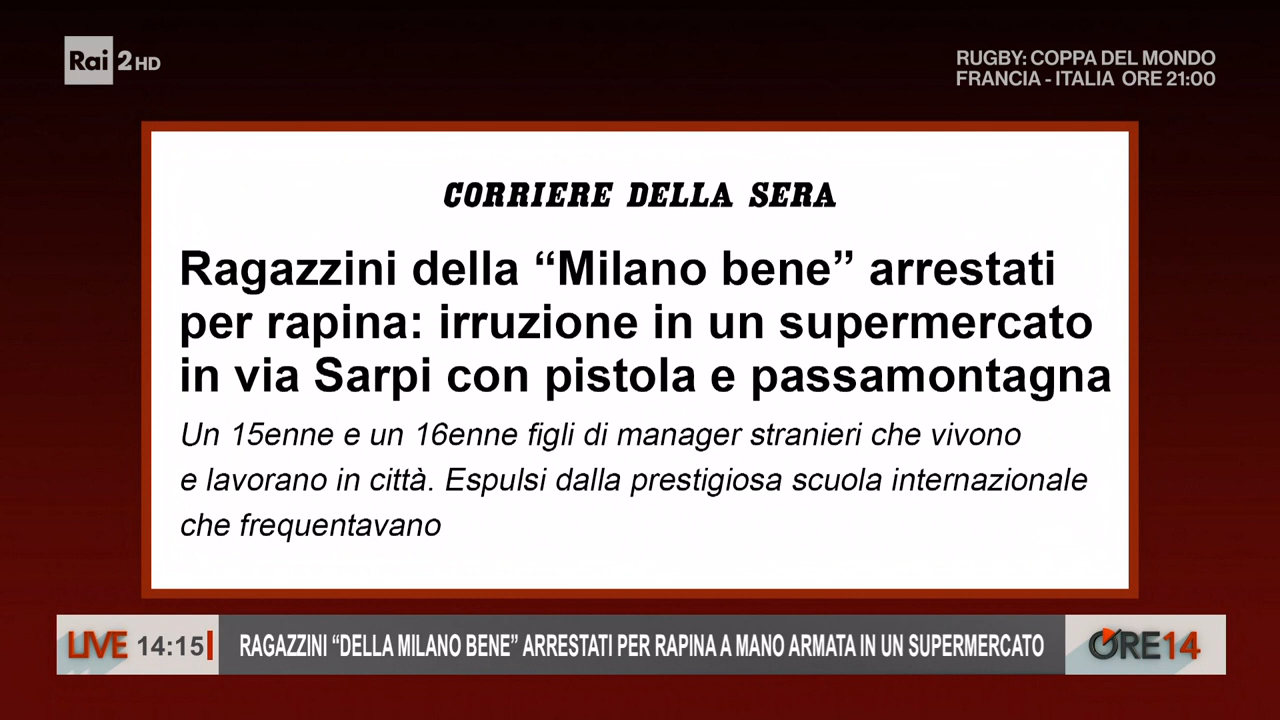 Rai 2HD
RUGBY: COPPA DEL MONDO
FRANCIA - ITALIA ORE 21:00
CORRIERE DELLA SERA
Ragazzini della “Milano bene” arrestati
per rapina: irruzione in un supermercato
in via Sarpi con pistola e passamontagna
Un 15enne e un 16enne figli di manager stranieri che vivono
e lavorano in città. Espulsi dalla prestigiosa scuola internazionale
che frequentavano
LIVE 14:15
RAGAZZINI “DELLA MILANO BENE” ARRESTATI PER RAPINA A MANO ARMATA IN UN SUPERMERCATO
ORE14